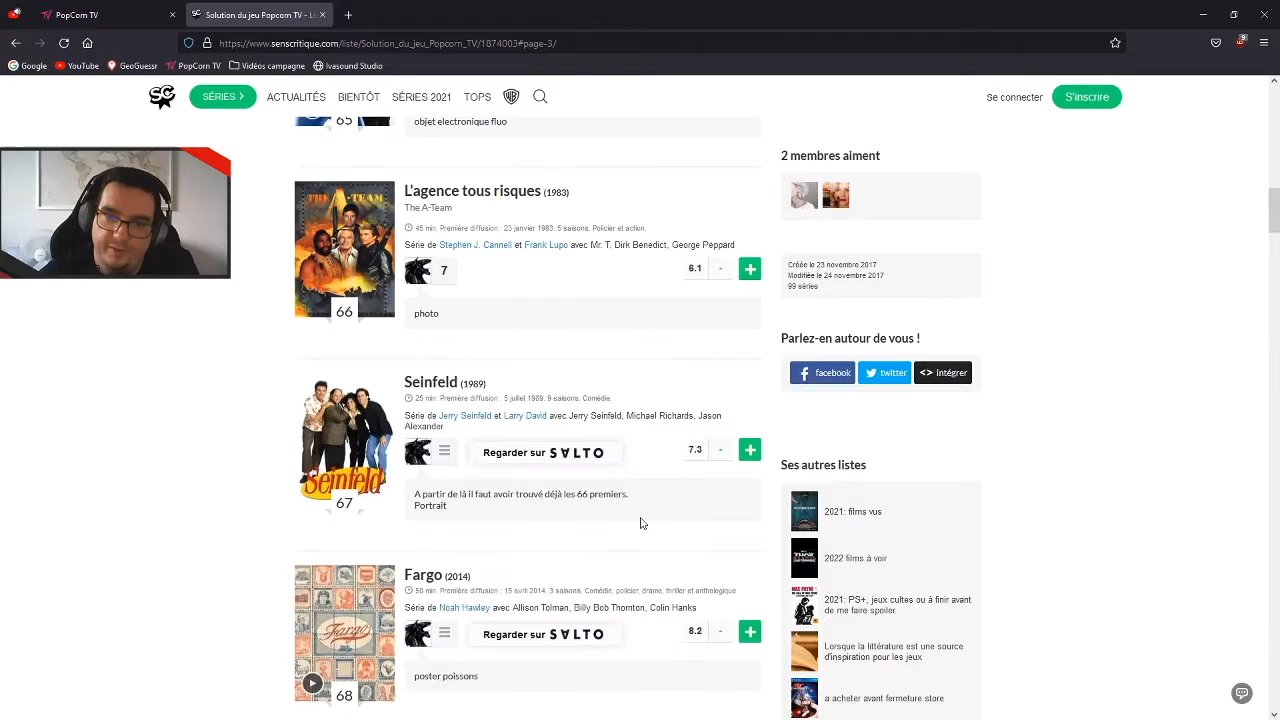 PopCorn TV
Solution du jeu Popcorn TV - Li
https://www.senscritique.com/liste/Solution_du_jeu_Popcorn_TV/1874003#page-3/
9
Google
YouTube
GeoGuessr
PopCorn TV
Vidéos campagne
Ivasound Studio
SC
SÉRIES
ACTUALITÉS
BIENTÔT
SÉRIES 2021
TOPS
Se connecter
S'inscrire
65
objet electronique fluo
THE A-TEAM
66
L'agence tous risques (1983)
The A-Team
45 min. Première diffusion : 23 janvier 1983. 5 saisons. Policier et action.
Série de Stephen J. Cannell et Frank Lupo avec Mr. T, Dirk Benedict, George Peppard
7
6.1
-
+
photo
Seinfeld
67
Seinfeld (1989)
25 min. Première diffusion : 5 juillet 1989. 9 saisons. Comédie.
Série de Jerry Seinfeld et Larry David avec Jerry Seinfeld, Michael Richards, Jason
Alexander
Regarder sur SALTO
7.3
-
+
A partir de là il faut avoir trouvé déjà les 66 premiers.
Portrait
Fargo
68
Fargo (2014)
50 min. Première diffusion : 15 avril 2014. 3 saisons. Comédie, policier, drame, thriller et anthologique.
Série de Noah Hawley avec Allison Tolman, Billy Bob Thornton, Colin Hanks
Regarder sur SALTO
8.2
-
+
poster poissons
2 membres aiment
Créée le 23 novembre 2017
Modifiée le 24 novembre 2017
99 séries
Parlez-en autour de vous !
facebook
twitter
<> Intégrer
Ses autres listes
2021: films vus
2022 films à voir
2021: PS+, jeux cultes ou à finir avant
de me faire spoiler
Lorsque la littérature est une source
d'inspiration pour les jeux
a acheter avant fermeture store